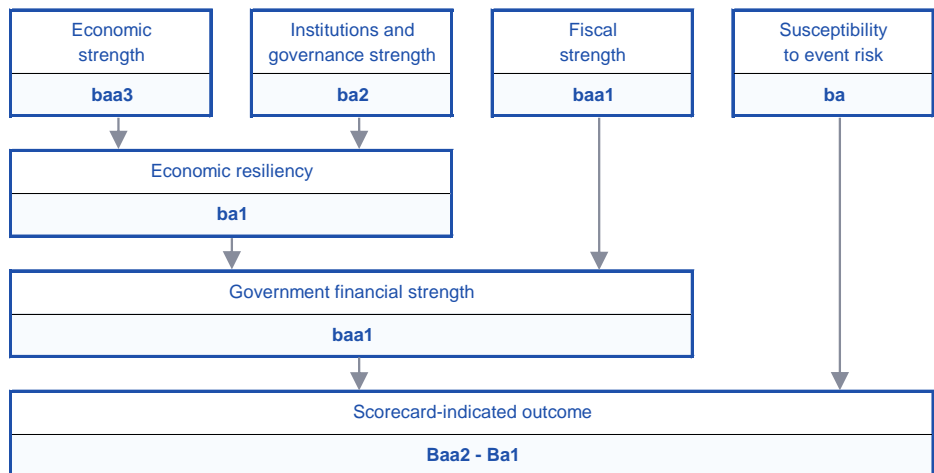 Economic
strength
baa3
Institutions and
governance strength
ba2
Fiscal
strength
baa1
Susceptibility
to event risk
ba
Economic resiliency
ba1
Government financial strength
baa1
Scorecard-indicated outcome
Baa2 - Ba1